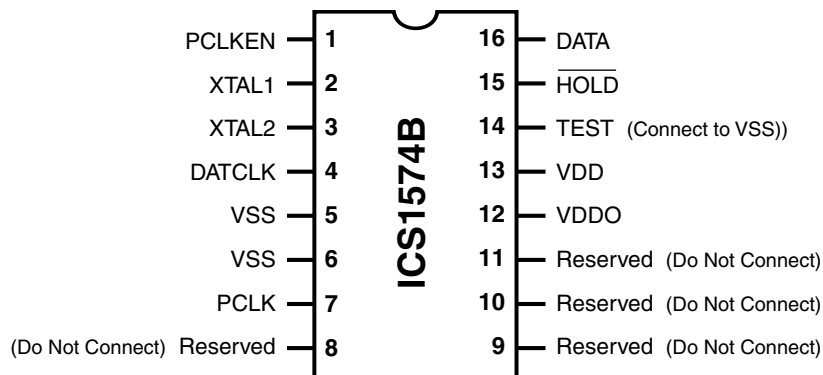 PCLKEN 1 16 DATA
XTAL1 2 15 HOLD
XTAL2 3 14 TEST (Connect to VSS))
DATCLK 4 13 VDD
VSS 5 12 VDDO
VSS 6 11 Reserved (Do Not Connect)
PCLK 7 10 Reserved (Do Not Connect)
(Do Not Connect) Reserved 8 9 Reserved (Do Not Connect)
ICS1574B